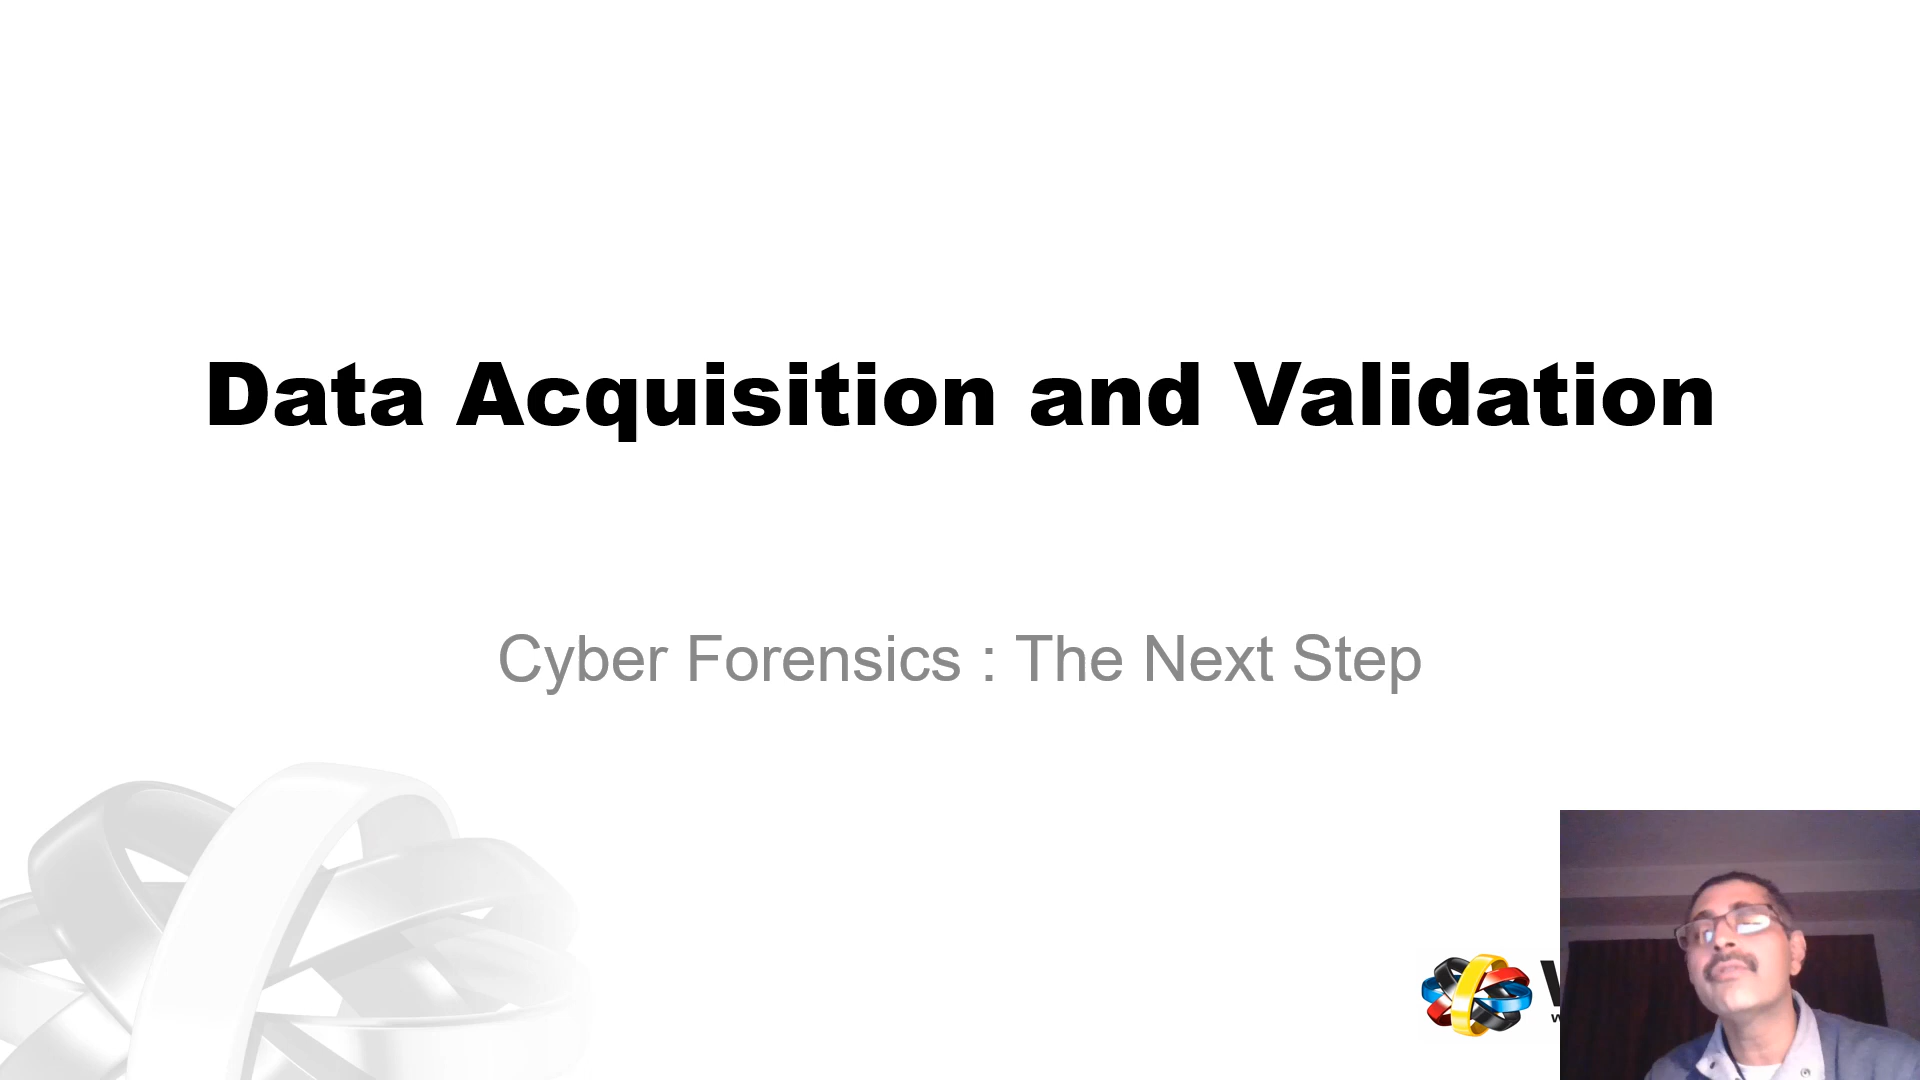 Data Acquisition and Validation
Cyber Forensics : The Next Step